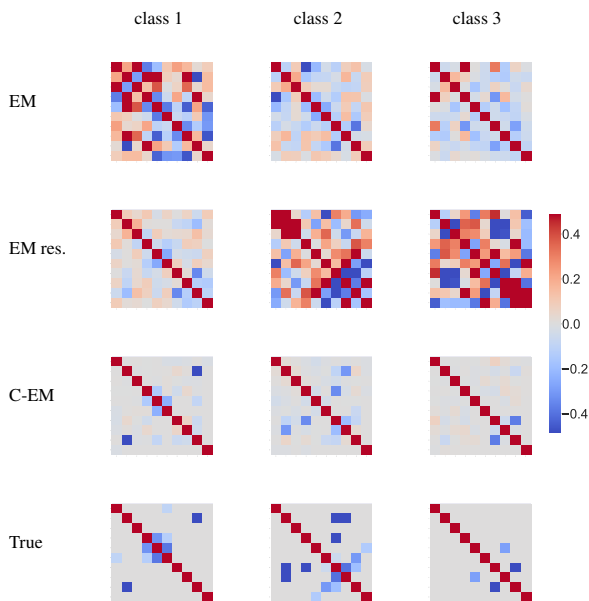 class 1 class 2 class 3
EM
EM res.
0.4
0.2
0.0
−0.2
−0.4
C-EM
True